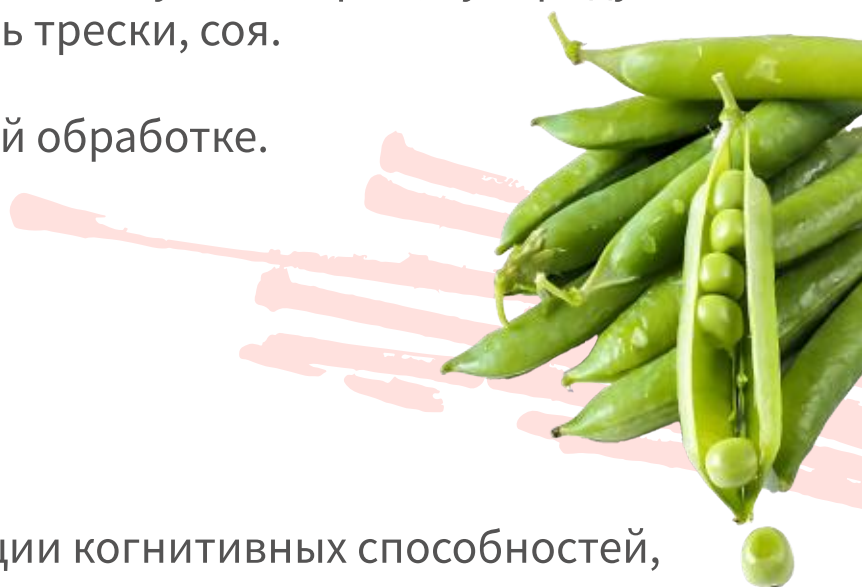 ь трески, соя.
й обработке.
ции когнитивных способностей,